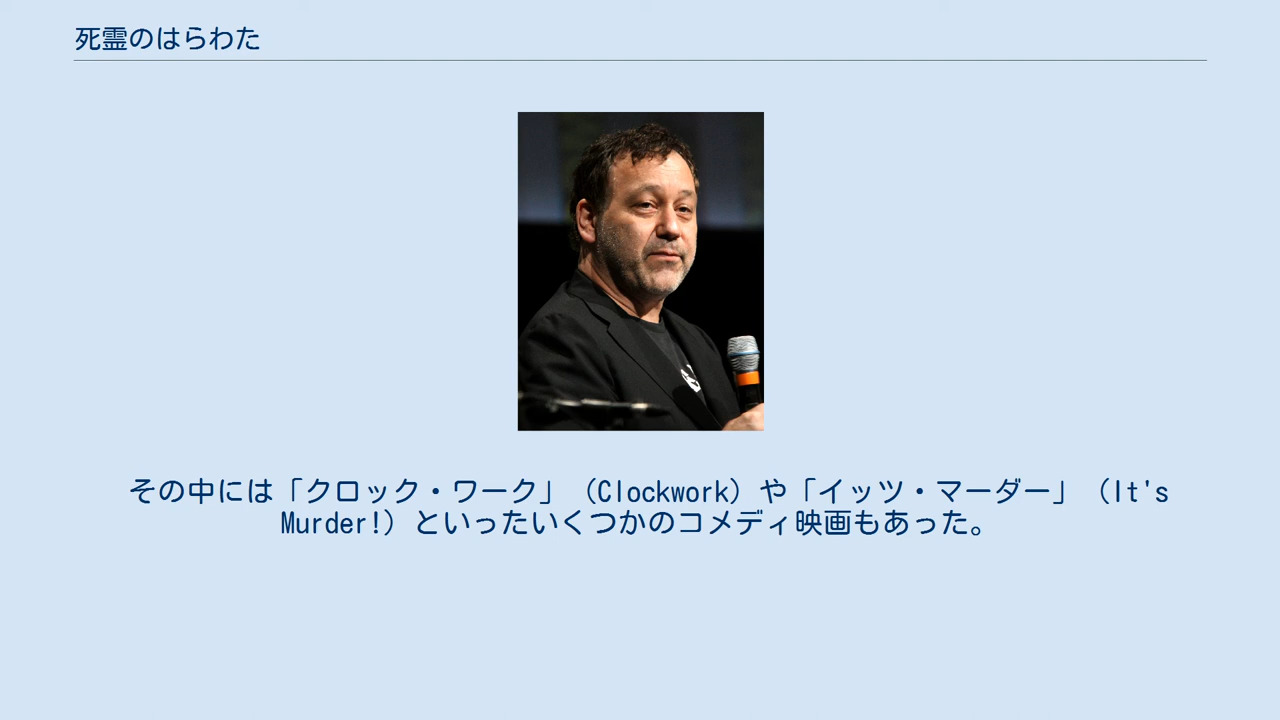 死霊のはらわた
その中には「クロック・ワーク」（Clockwork）や「イッツ・マーダー」（It's
Murder!）といったいくつかのコメディ映画もあった。